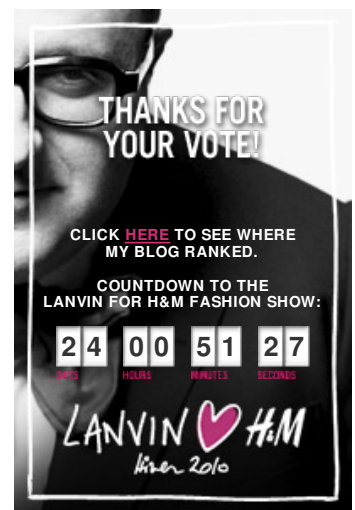 THANKS FOR
YOUR VOTE!
CLICK HERE TO SEE WHERE
MY BLOG RANKED.
COUNTDOWN TO THE
LANVIN FOR H&M FASHION SHOW:
24 00 51 27
DAYS HOURS MINUTES SECONDS
LANVIN ♥ H&M
Hiver 2010